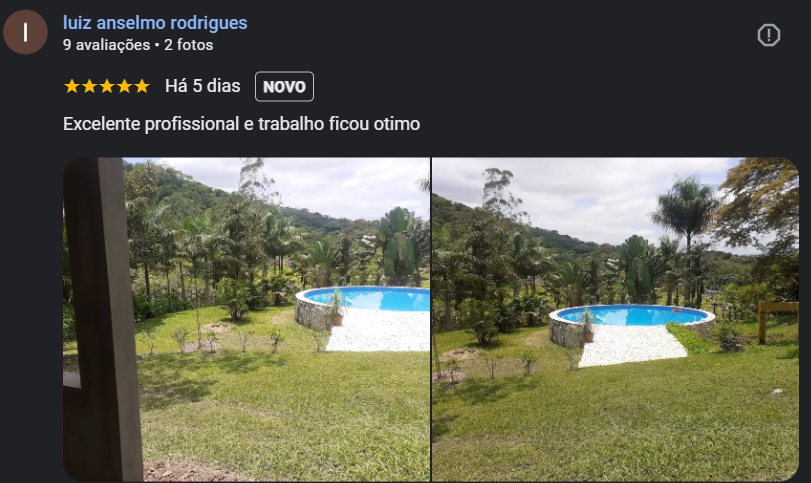 I
luiz anselmo rodrigues
9 avaliações • 2 fotos
★★★★★ Há 5 dias NOVO
Excelente profissional e trabalho ficou otimo